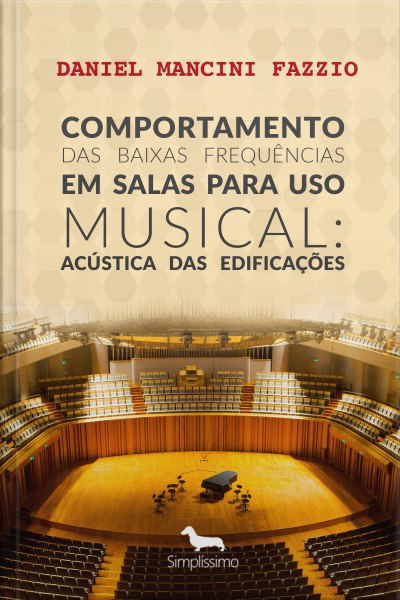 DANIEL MANCINI FAZZIO
COMPORTAMENTO
DAS BAIXAS FREQUÊNCIAS
EM SALAS PARA USO
MUSICAL:
ACÚSTICA DAS EDIFICAÇÕES
Simplíssimo